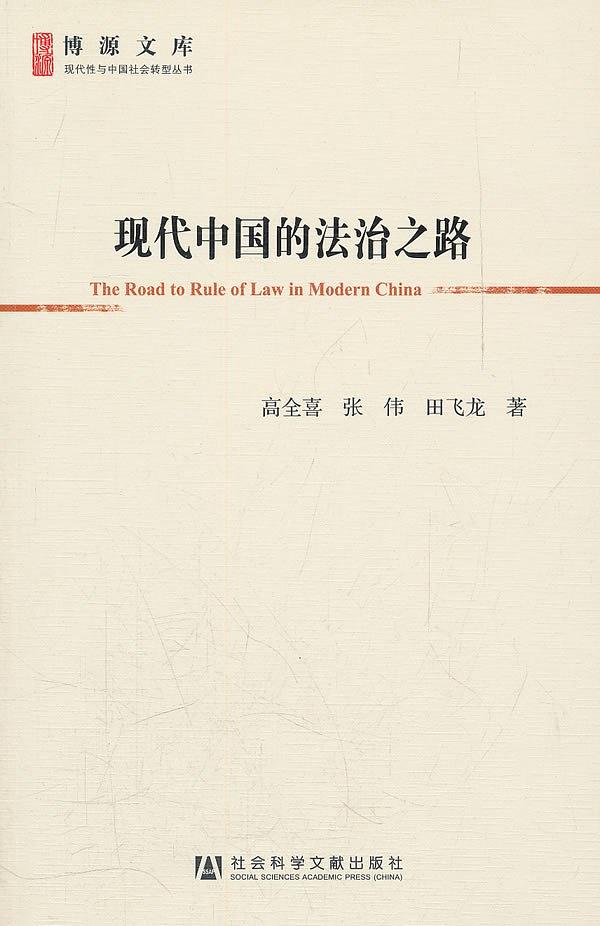 博源
博源文库
现代性与中国社会转型丛书
现代中国的法治之路
The Road to Rule of Law in Modern China
高全喜 张 伟 田飞龙 著
SSAP
社会科学文献出版社
SOCIAL SCIENCES ACADEMIC PRESS (CHINA)